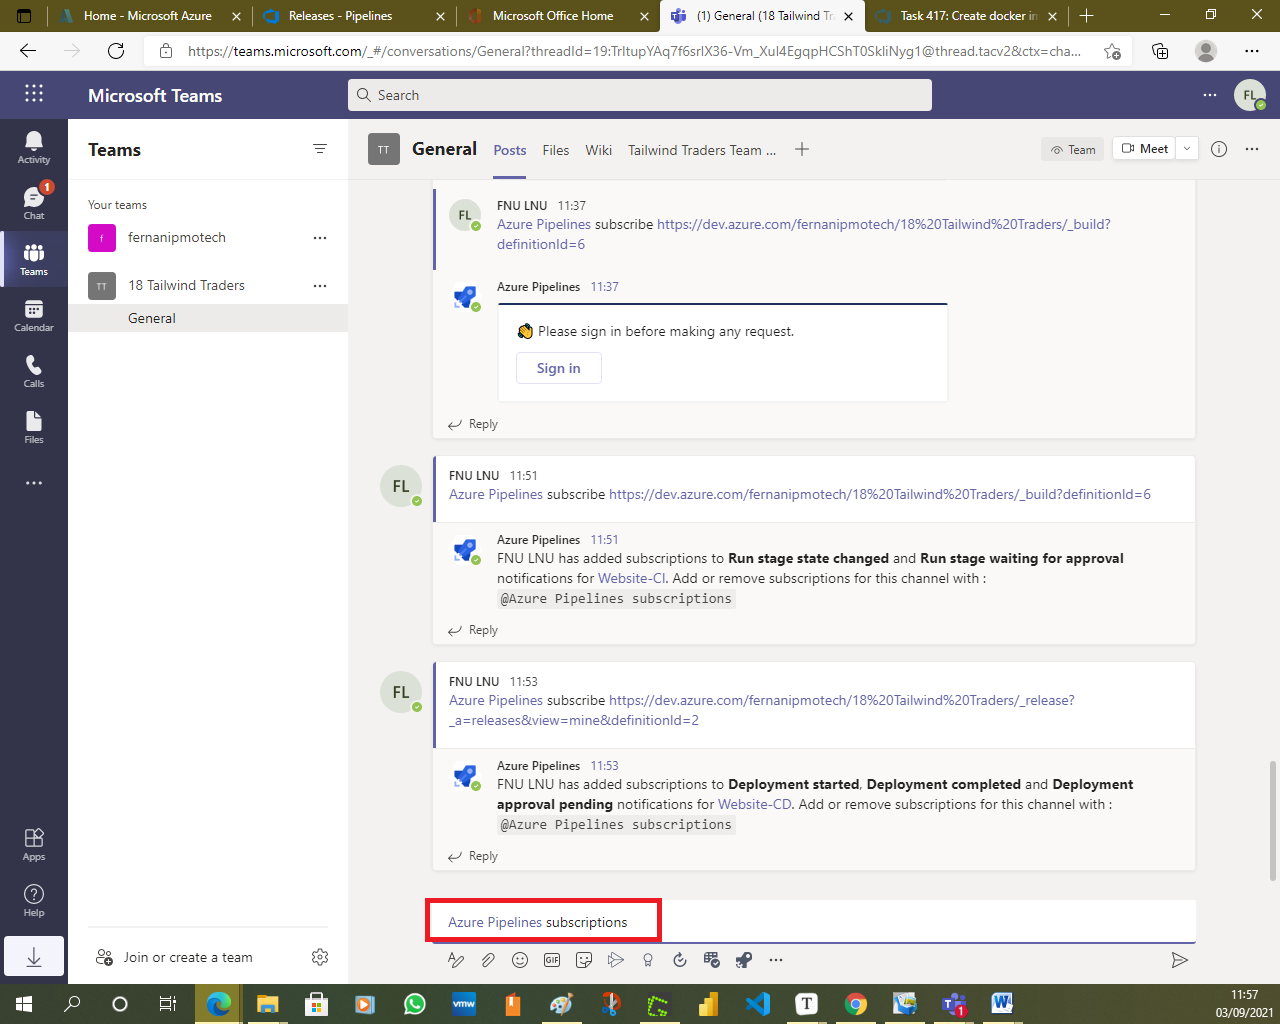 Home - Microsoft Azure
Releases - Pipelines
Microsoft Office Home
(1) General (18 Tailwind Tr
Task 417: Create docker in
https://teams.microsoft.com/_#/conversations/General?threadId=19:TrItupYAq7f6srIX36-Vm_XuI4EgqpHCShT0SkIiNyg1@thread.tacv2&ctx=cha...
Microsoft Teams
Search
FL
Activity
Chat
1
Teams
Calendar
Calls
Files
Apps
Help
Teams
Your teams
f
fernanipmotech
TT
18 Tailwind Traders
General
Join or create a team
TT
General
Posts
Files
Wiki
Tailwind Traders Team ...
Team
Meet
FL
FNU LNU 11:37
Azure Pipelines subscribe https://dev.azure.com/fernanipmotech/18%20Tailwind%20Traders/_build?
definitionId=6
Azure Pipelines 11:37
Please sign in before making any request.
Sign in
Reply
FL
FNU LNU 11:51
Azure Pipelines subscribe https://dev.azure.com/fernanipmotech/18%20Tailwind%20Traders/_build?definitionId=6
Azure Pipelines 11:51
FNU LNU has added subscriptions to Run stage state changed and Run stage waiting for approval
notifications for Website-CI. Add or remove subscriptions for this channel with :
@Azure Pipelines subscriptions
Reply
FL
FNU LNU 11:53
Azure Pipelines subscribe https://dev.azure.com/fernanipmotech/18%20Tailwind%20Traders/_release?
_a=releases&view=mine&definitionId=2
Azure Pipelines 11:53
FNU LNU has added subscriptions to Deployment started, Deployment completed and Deployment
approval pending notifications for Website-CD. Add or remove subscriptions for this channel with :
@Azure Pipelines subscriptions
Reply
Azure Pipelines subscriptions
GIF
vmw
T
1
11:57
03/09/2021